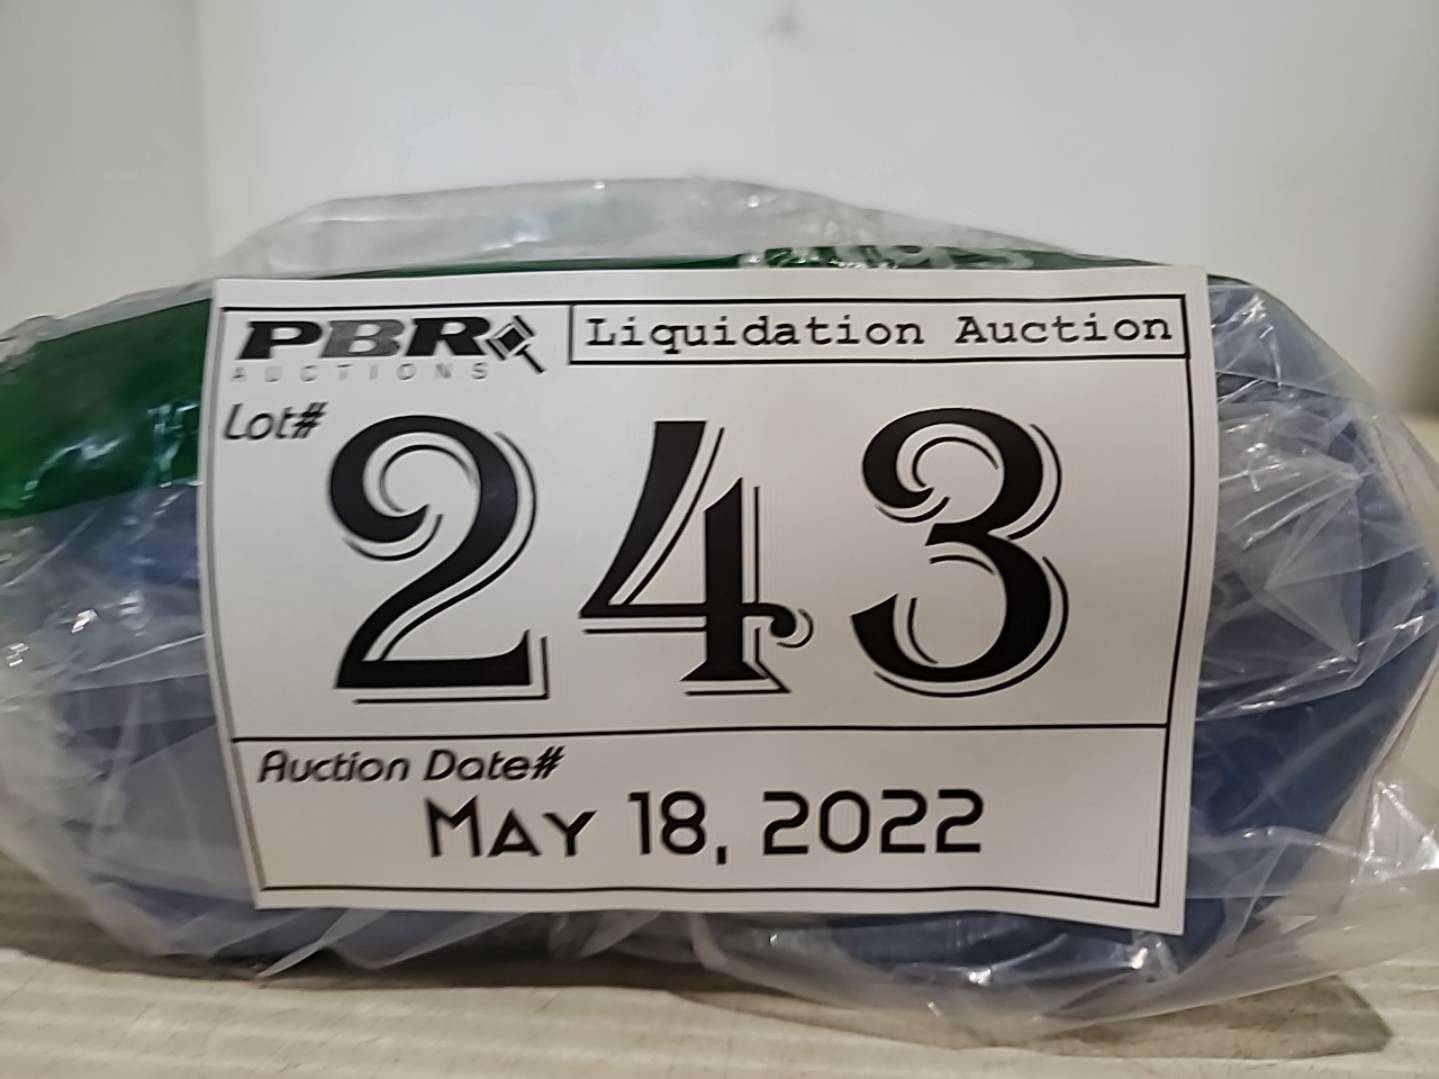 PBR
AUCTIONS
Liquidation Auction
Lot#
243
Auction Date#
May 18, 2022